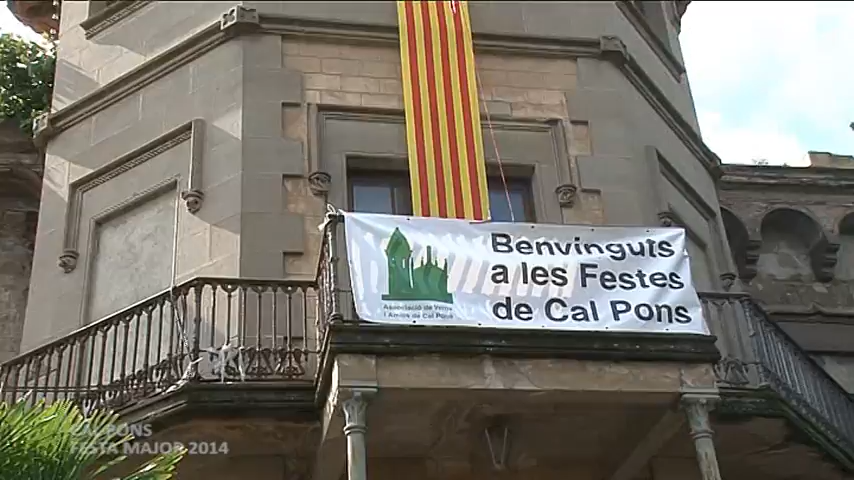 Benvinguts
a les Festes
de Cal Pons
Associació de Veïns
i Amics de Cal Pons
CAL PONS
FESTA MAJOR 2014